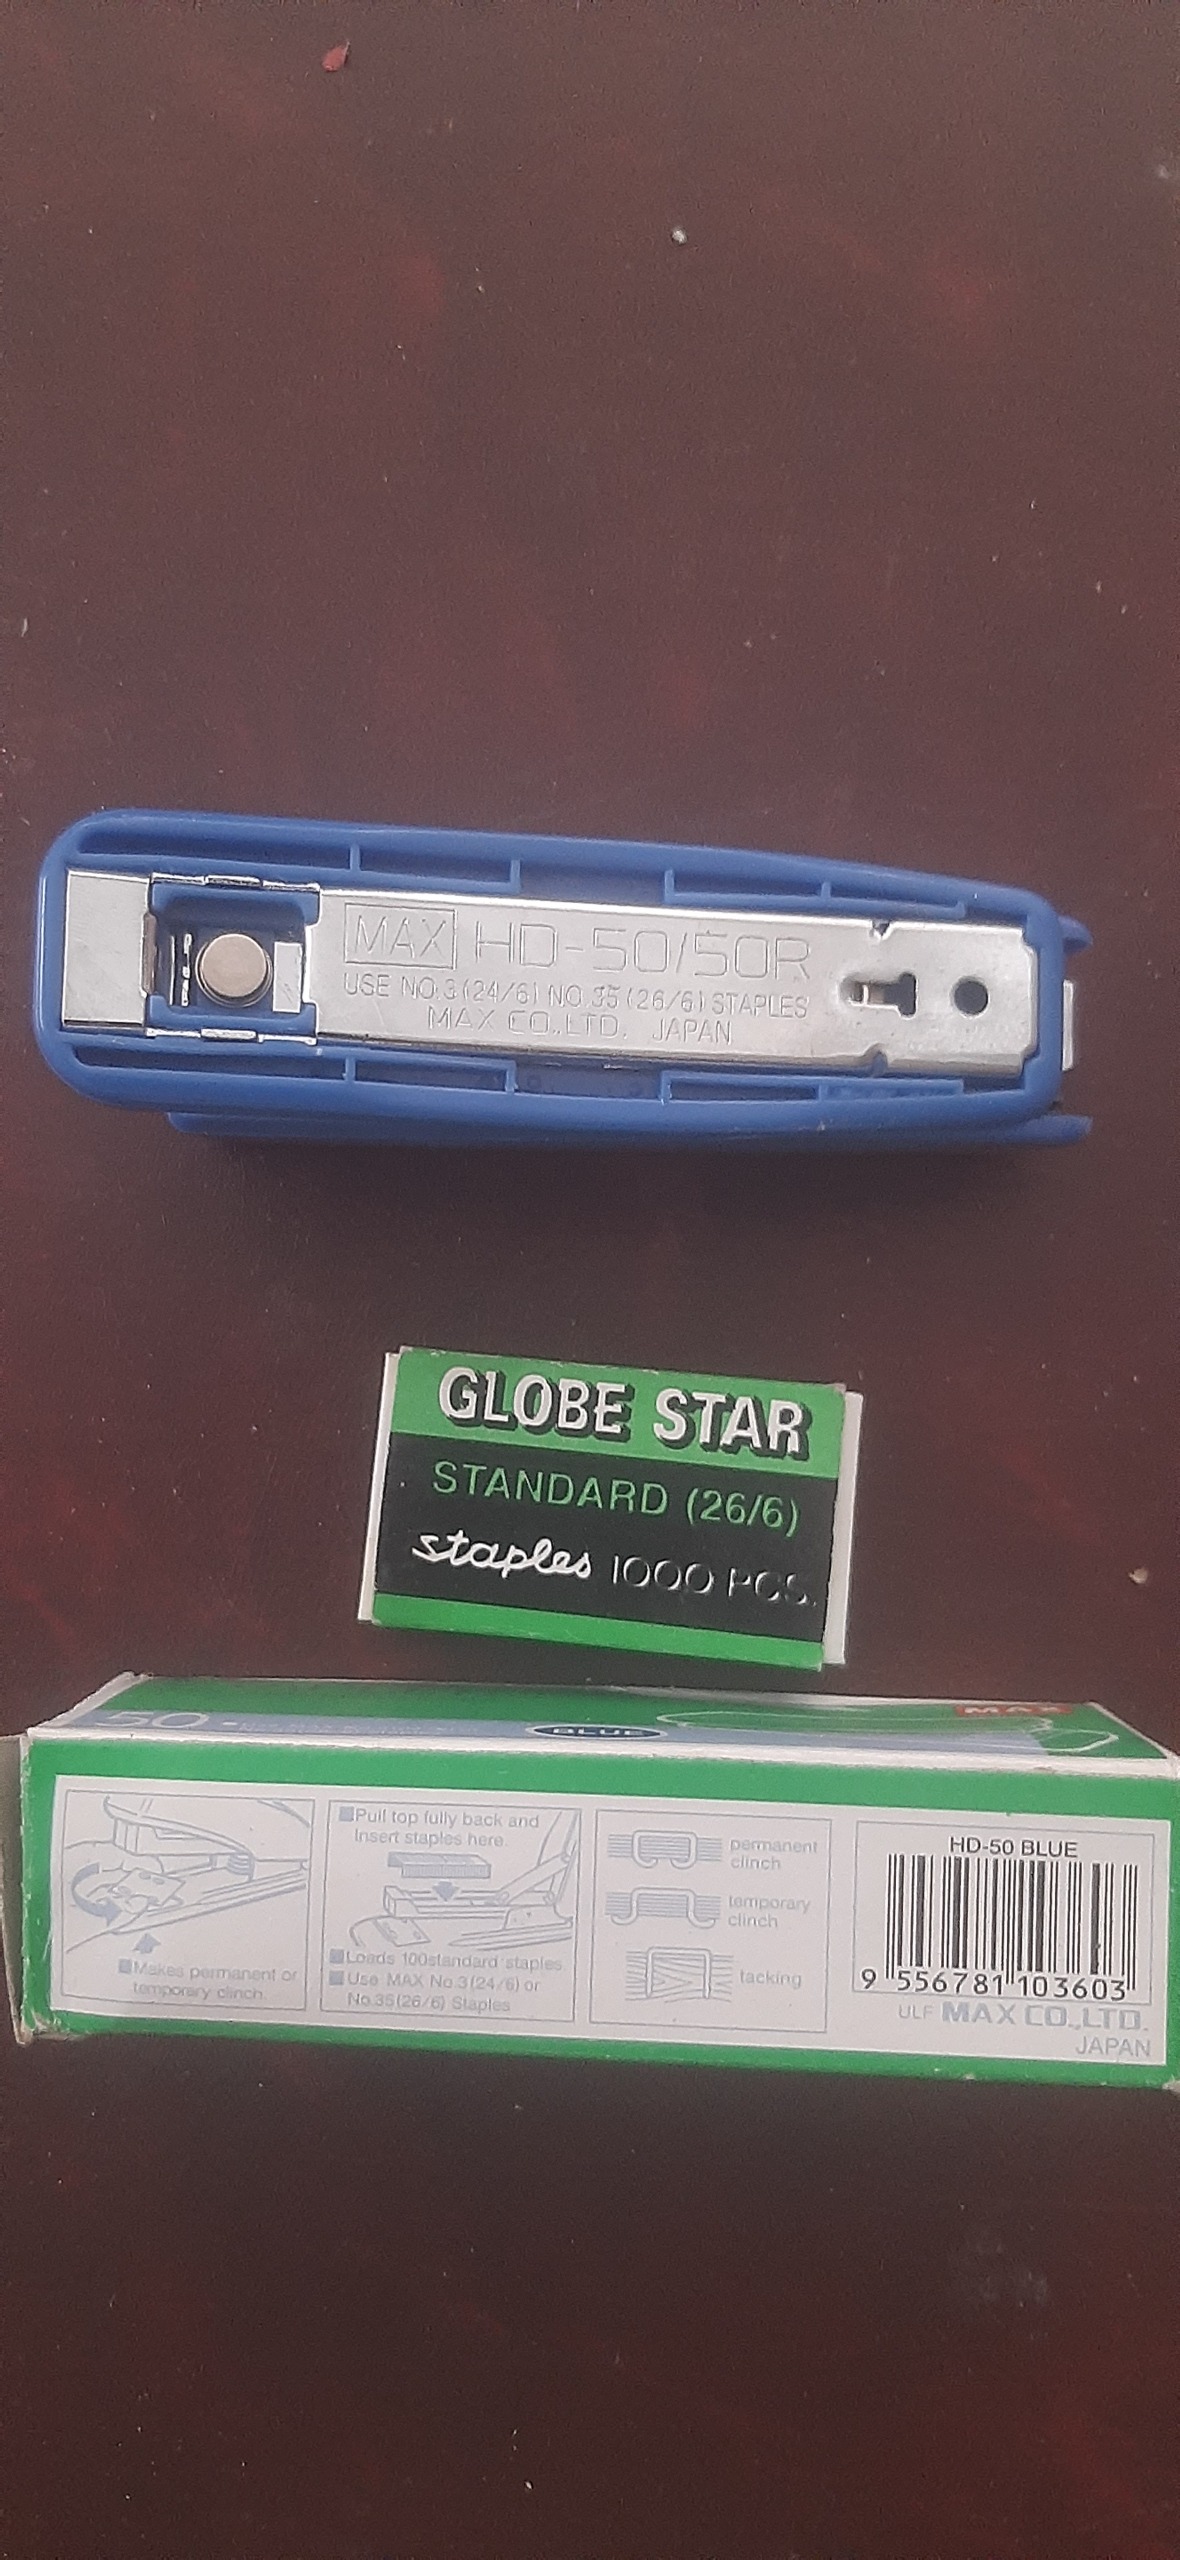 MAX HD-50/50R
USE NO.3(24/6) NO.35(26/6) STAPLES
MAX CO.,LTD. JAPAN
GLOBE STAR
STANDARD (26/6)
staples 1000 PCS.
50
BLUE
MAX
Makes permanent or
temporary clinch.
Pull top fully back and
Insert staples here.
Loads 100standard staples
Use MAX No.3(24/6) or
No.35(26/6) Staples
permanent
clinch
temporary
clinch
tacking
HD-50 BLUE
9 556781 103603
ULF MAX CO.,LTD.
JAPAN